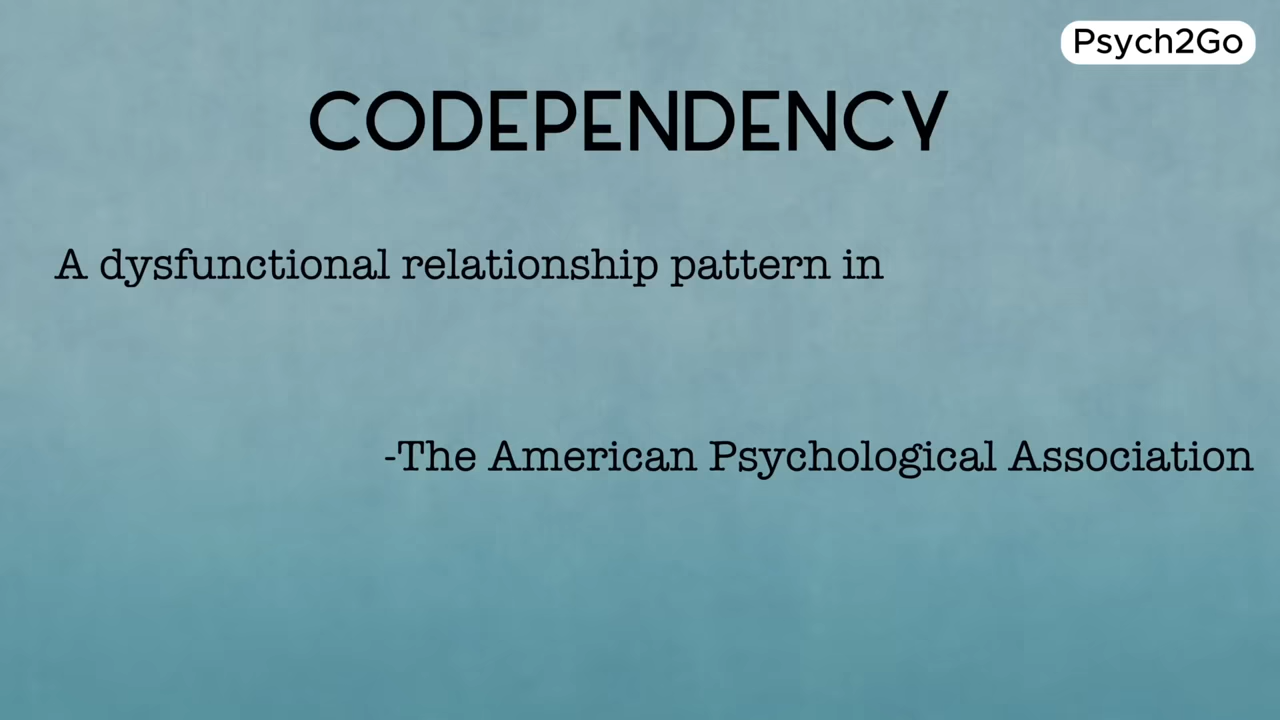 Psych2Go
CODEPENDENCY
A dysfunctional relationship pattern in
-The American Psychological Association